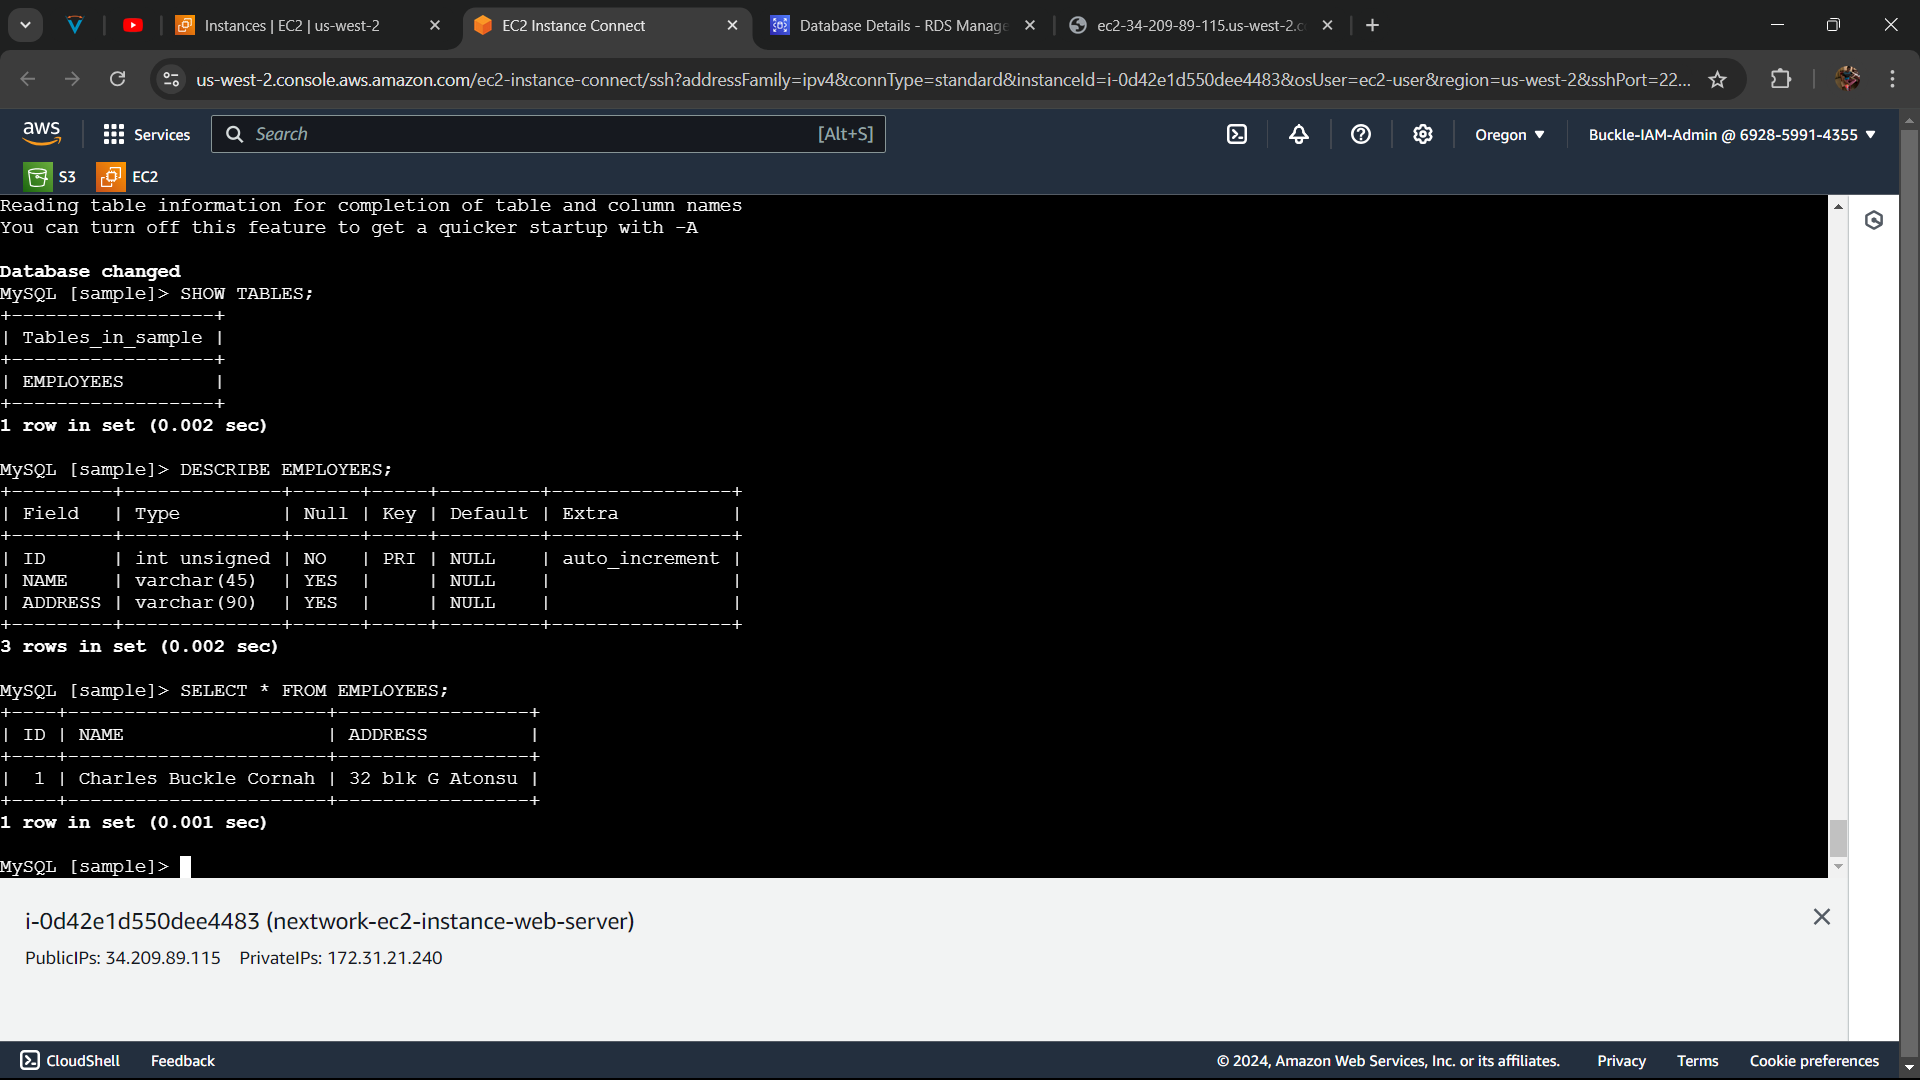 Instances | EC2 | us-west-2
EC2 Instance Connect
Database Details - RDS Manage
ec2-34-209-89-115.us-west-2.c
us-west-2.console.aws.amazon.com/ec2-instance-connect/ssh?addressFamily=ipv4&connType=standard&instanceId=i-0d42e1d550dee4483&osUser=ec2-user&region=us-west-2&sshPort=22...
aws
Services
Search
[Alt+S]
Oregon
Buckle-IAM-Admin @ 6928-5991-4355
S3
EC2
Reading table information for completion of table and column names
You can turn off this feature to get a quicker startup with -A
Database changed
MySQL [sample]> SHOW TABLES;
+------------------+
| Tables_in_sample |
+------------------+
| EMPLOYEES        |
+------------------+
1 row in set (0.002 sec)
MySQL [sample]> DESCRIBE EMPLOYEES;
+---------+--------------+------+-----+---------+----------------+
| Field   | Type         | Null | Key | Default | Extra          |
+---------+--------------+------+-----+---------+----------------+
| ID      | int unsigned | NO   | PRI | NULL    | auto_increment |
| NAME    | varchar(45)  | YES  |     | NULL    |                |
| ADDRESS | varchar(90)  | YES  |     | NULL    |                |
+---------+--------------+------+-----+---------+----------------+
3 rows in set (0.002 sec)
MySQL [sample]> SELECT * FROM EMPLOYEES;
+----+-----------------------+-----------------+
| ID | NAME                  | ADDRESS         |
+----+-----------------------+-----------------+
|  1 | Charles Buckle Cornah | 32 blk G Atonsu |
+----+-----------------------+-----------------+
1 row in set (0.001 sec)
MySQL [sample]>
i-0d42e1d550dee4483 (nextwork-ec2-instance-web-server)
PublicIPs: 34.209.89.115 PrivateIPs: 172.31.21.240
CloudShell
Feedback
© 2024, Amazon Web Services, Inc. or its affiliates.
Privacy
Terms
Cookie preferences